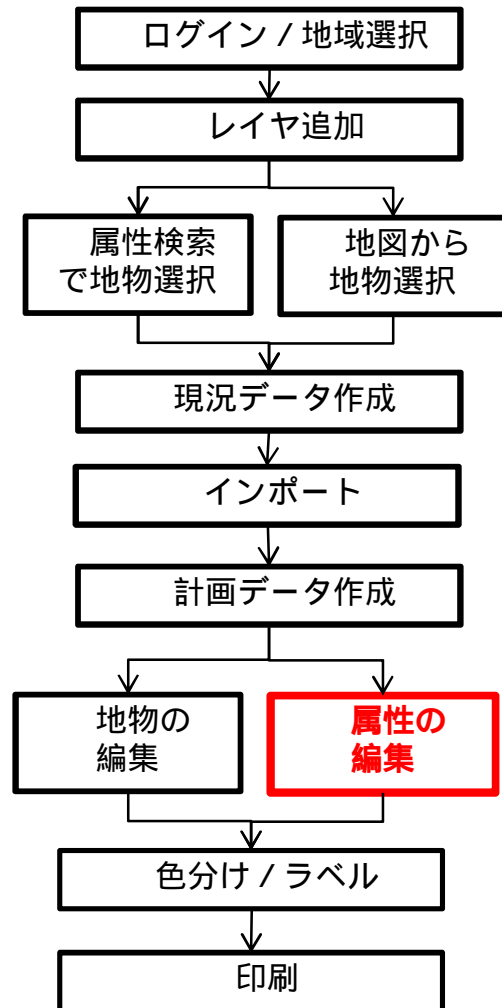 ログイン / 地域選択
レイヤ追加
属性検索
で地物選択
地図から
地物選択
現況データ作成
インポート
計画データ作成
地物の
編集
属性の
編集
色分け / ラベル
印刷